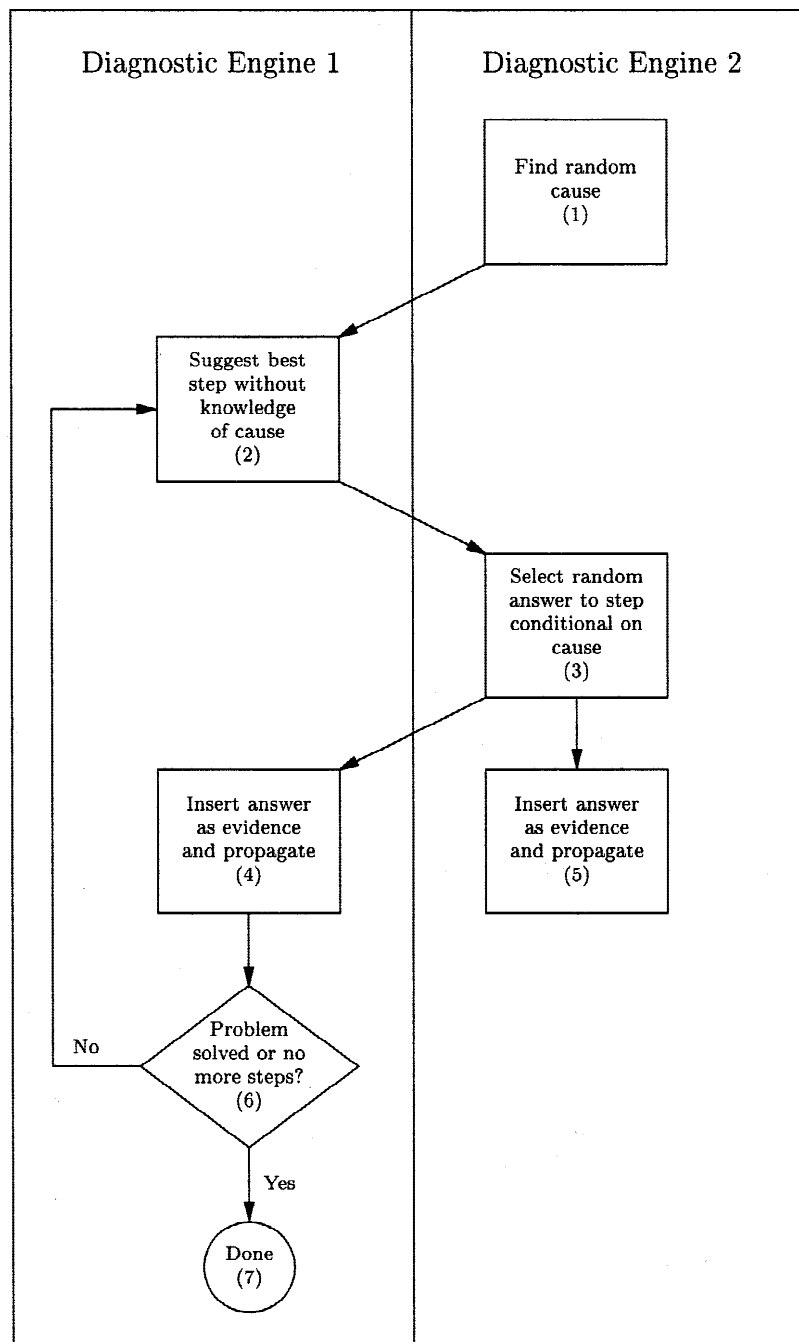 Diagnostic Engine 1
Diagnostic Engine 2
Find random
cause
(1)
Suggest best
step without
knowledge
of cause
(2)
Select random
answer to step
conditional on
cause
(3)
Insert answer
as evidence
and propagate
(4)
Insert answer
as evidence
and propagate
(5)
Problem
solved or no
more steps?
(6)
No
Yes
Done
(7)